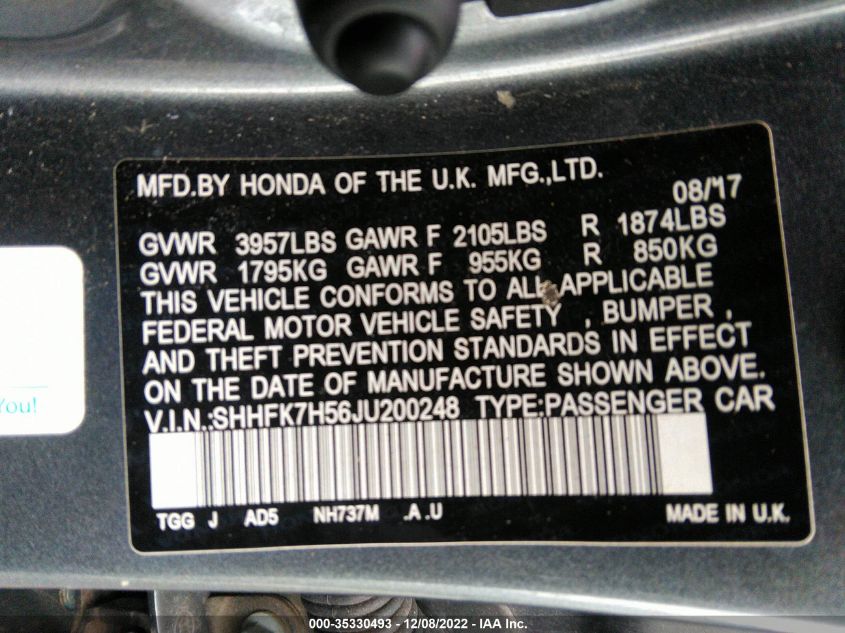 MFD.BY HONDA OF THE U.K. MFG.,LTD.
08/17
GVWR 3957LBS GAWR F 2105LBS R 1874LBS
GVWR 1795KG GAWR F 955KG R 850KG
THIS VEHICLE CONFORMS TO ALL APPLICABLE
FEDERAL MOTOR VEHICLE SAFETY , BUMPER ,
AND THEFT PREVENTION STANDARDS IN EFFECT
ON THE DATE OF MANUFACTURE SHOWN ABOVE.
V.I.N.:SHHFK7H56JU200248 TYPE:PASSENGER CAR
TGG J AD5 NH737M .A .U MADE IN U.K.
You!
000-35330493 - 12/08/2022 - IAA Inc.